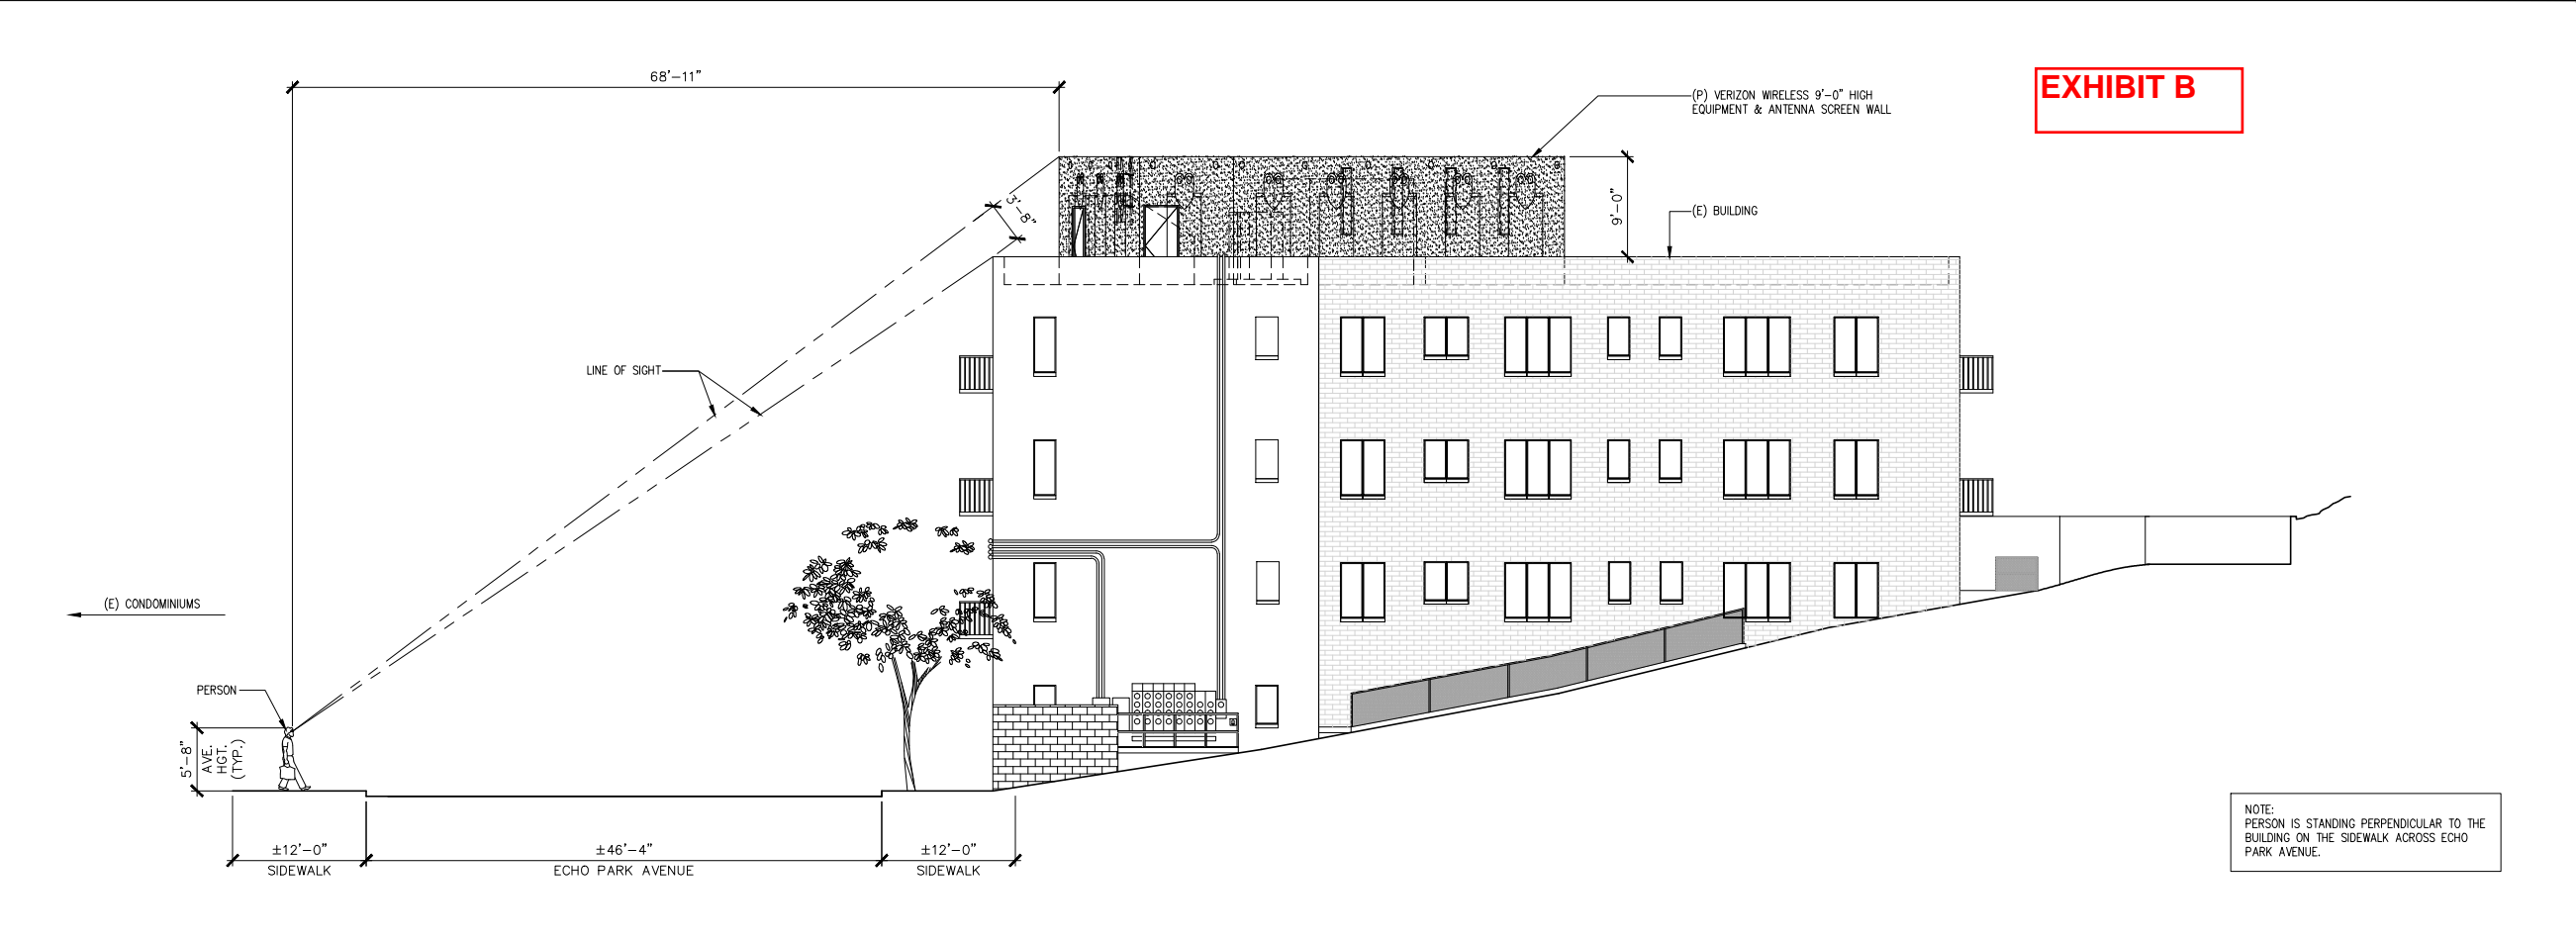 68'-11"
(P) VERIZON WIRELESS 9'-0" HIGH
EQUIPMENT & ANTENNA SCREEN WALL
EXHIBIT B
3'-8"
9'-0"
(E) BUILDING
LINE OF SIGHT
(E) CONDOMINIUMS
PERSON
5'-8"
AVE.
HGT.
(TYP.)
±12'-0"
SIDEWALK
±46'-4"
ECHO PARK AVENUE
±12'-0"
SIDEWALK
NOTE:
PERSON IS STANDING PERPENDICULAR TO THE
BUILDING ON THE SIDEWALK ACROSS ECHO
PARK AVENUE.